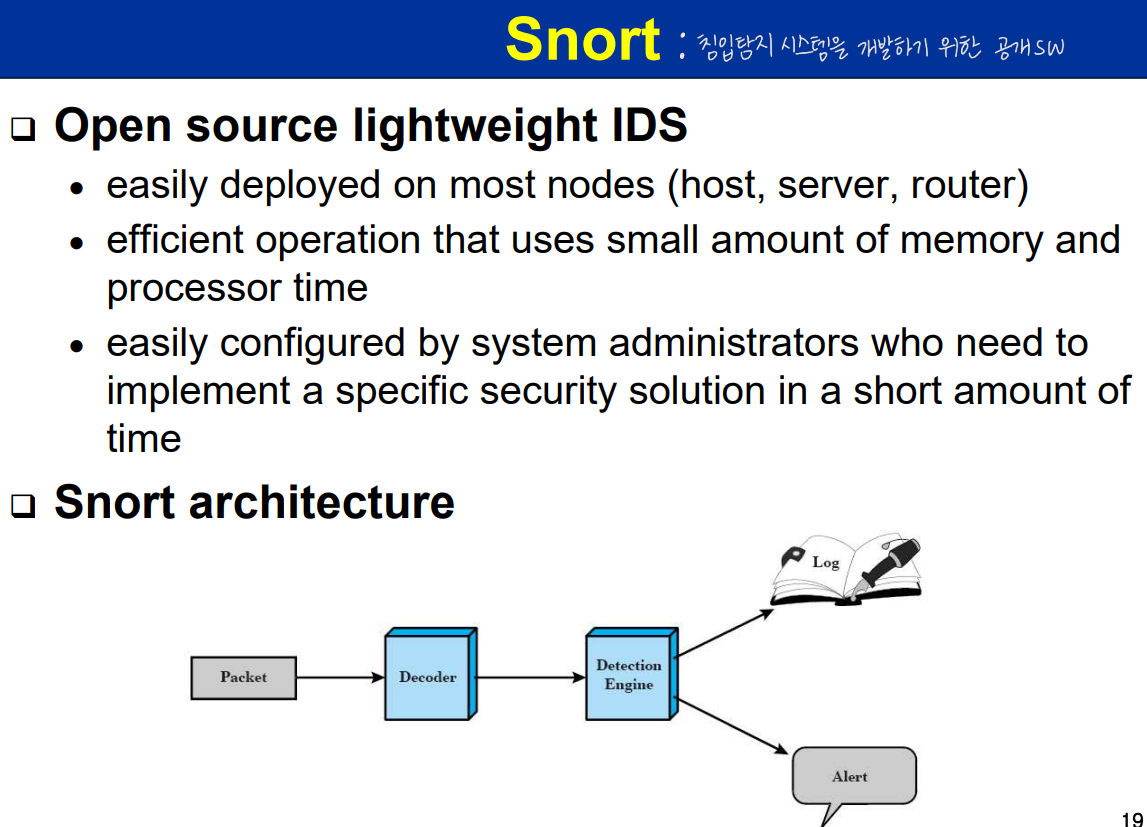 Snort : 침입탐지 시스템을 개발하기 위한 공개SW
❑ Open source lightweight IDS
• easily deployed on most nodes (host, server, router)
• efficient operation that uses small amount of memory and
processor time
• easily configured by system administrators who need to
implement a specific security solution in a short amount of
time
❑ Snort architecture
Log
Packet
Decoder
Detection
Engine
Alert
19